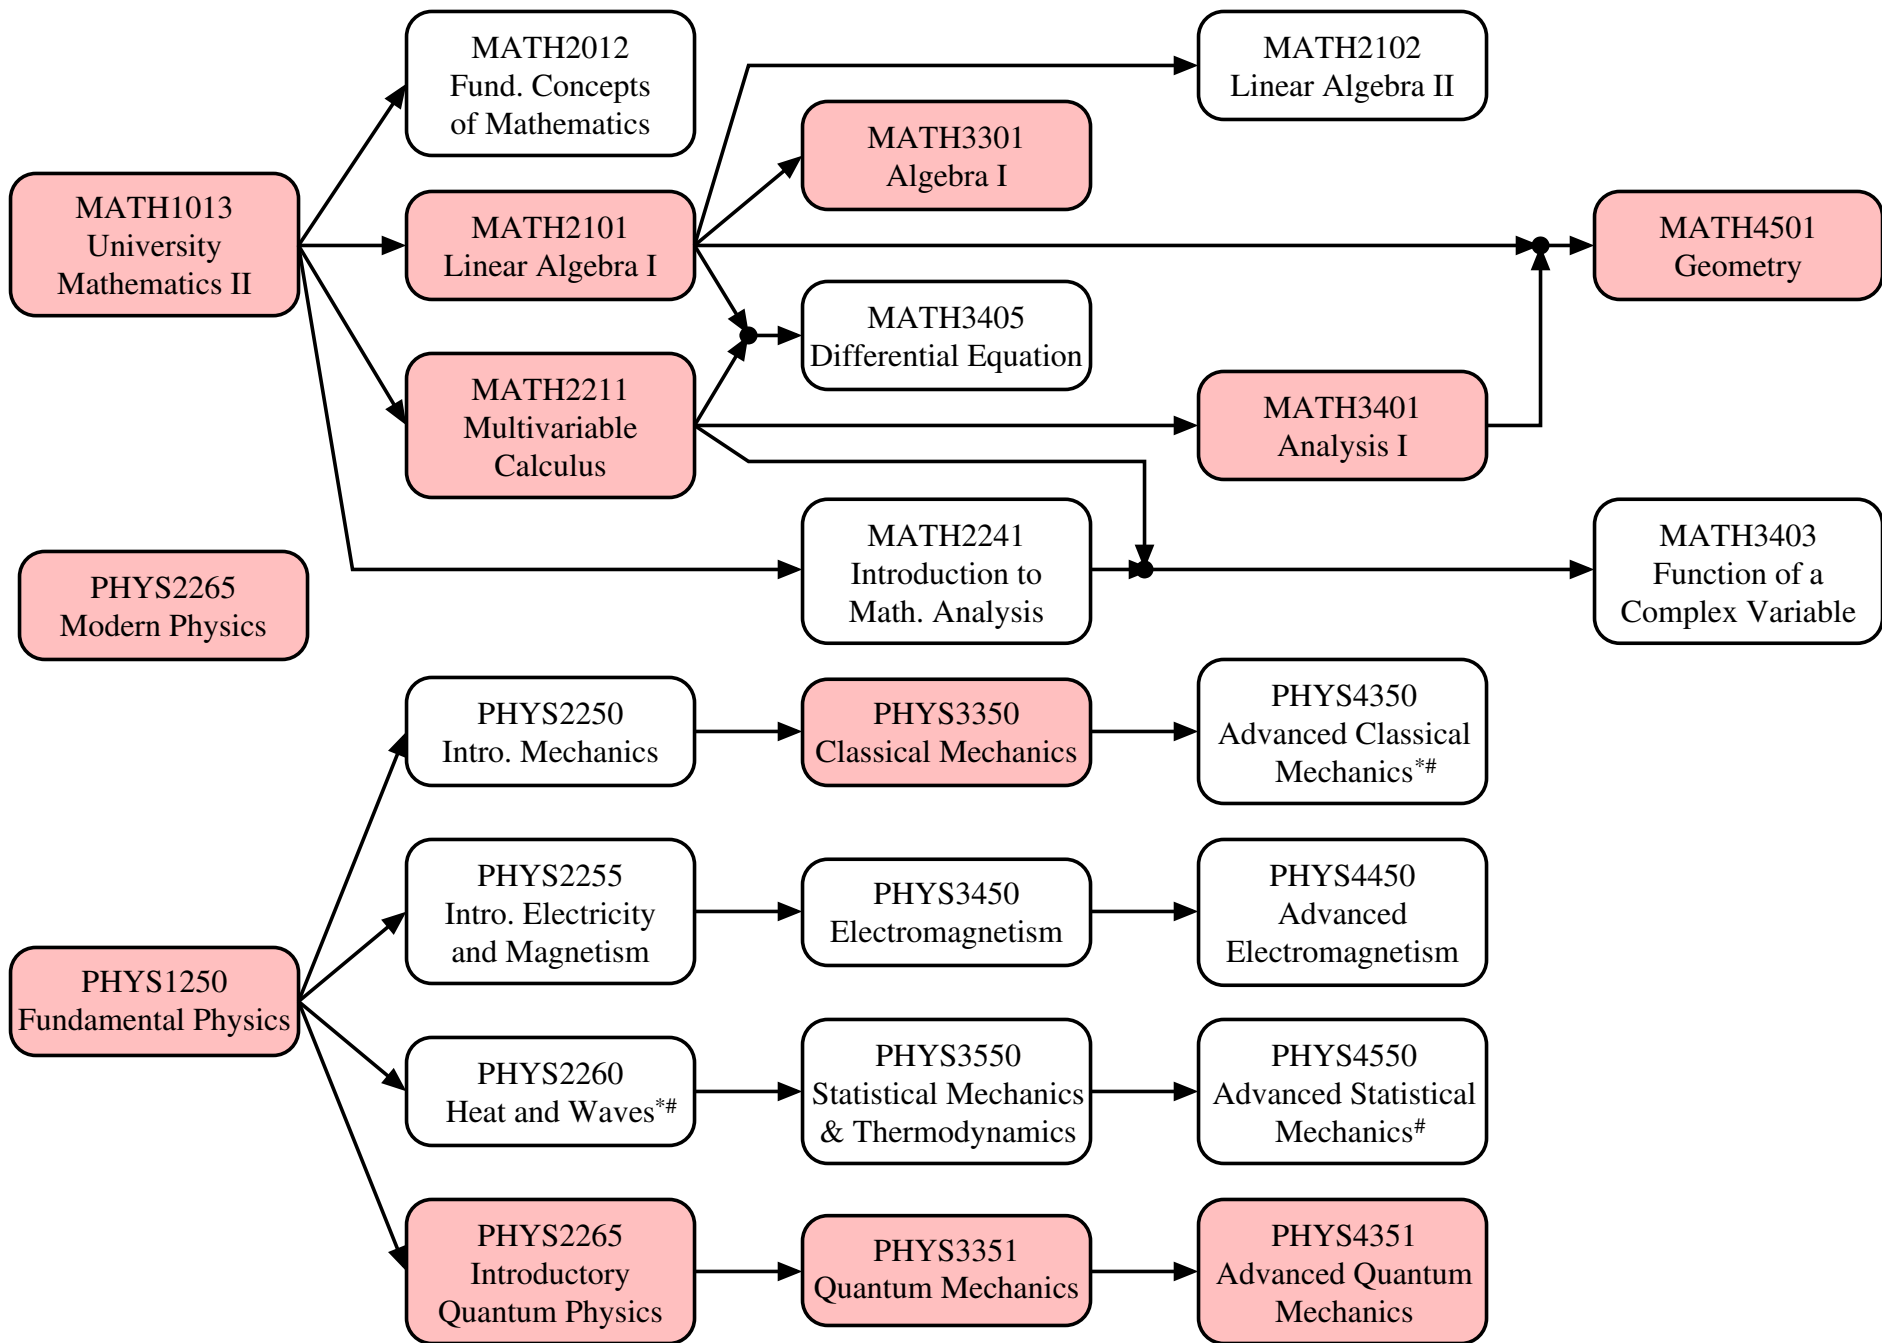 MATH2012
Fund. Concepts
of Mathematics
MATH2102
Linear Algebra II
MATH3301
Algebra I
MATH1013
University
Mathematics II
MATH2101
Linear Algebra I
MATH4501
Geometry
MATH3405
Differential Equation
MATH2211
Multivariable
Calculus
MATH3401
Analysis I
MATH2241
Introduction to
Math. Analysis
MATH3403
Function of a
Complex Variable
PHYS2265
Modern Physics
PHYS2250
Intro. Mechanics
PHYS3350
Classical Mechanics
PHYS4350
Advanced Classical
Mechanics*#
PHYS2255
Intro. Electricity
and Magnetism
PHYS3450
Electromagnetism
PHYS4450
Advanced
Electromagnetism
PHYS1250
Fundamental Physics
PHYS2260
Heat and Waves*#
PHYS3550
Statistical Mechanics
& Thermodynamics
PHYS4550
Advanced Statistical
Mechanics#
PHYS2265
Introductory
Quantum Physics
PHYS3351
Quantum Mechanics
PHYS4351
Advanced Quantum
Mechanics